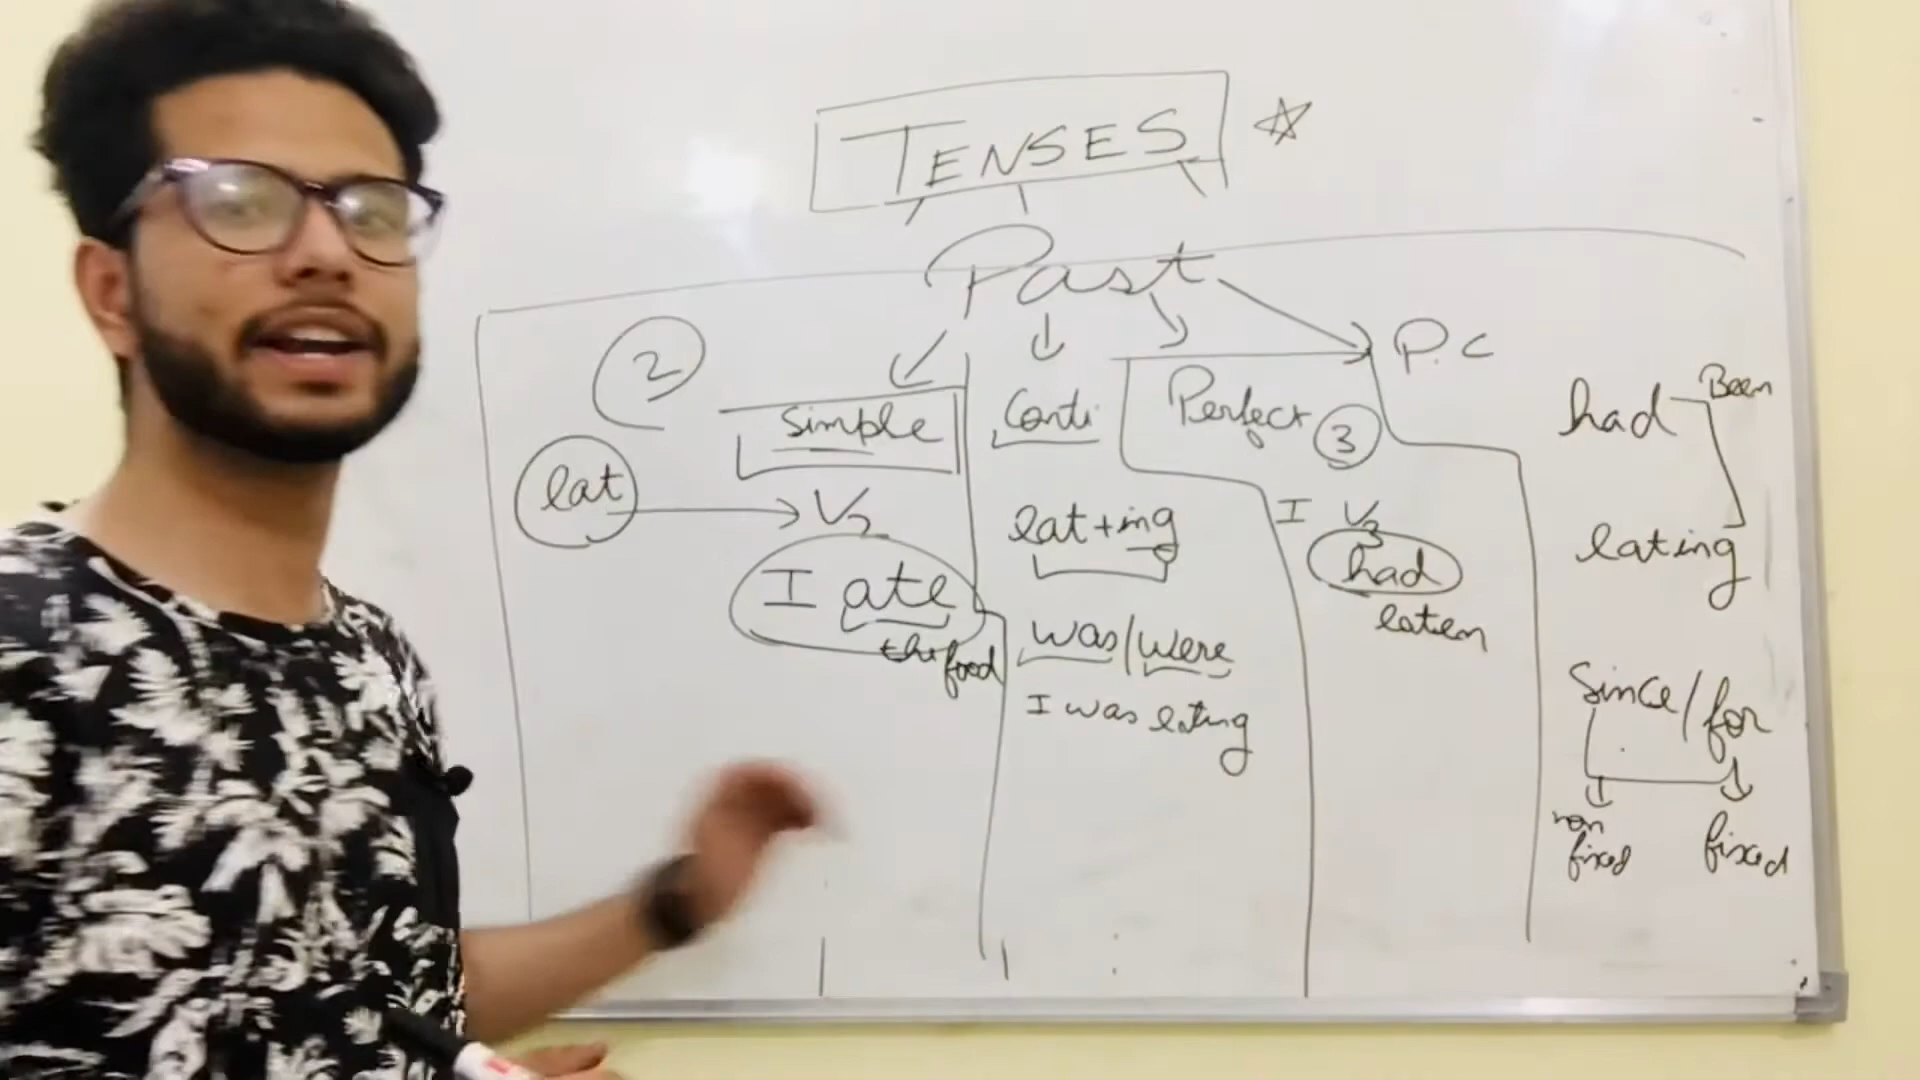 TENSES
Past
2
Simple
Conti
Perfect 3
P.C
eat
V2
I ate
the food
eat+ing
was/were
I was eating
I V3
had
eaten
had Been
eating
Since/for
non fixed
fixed